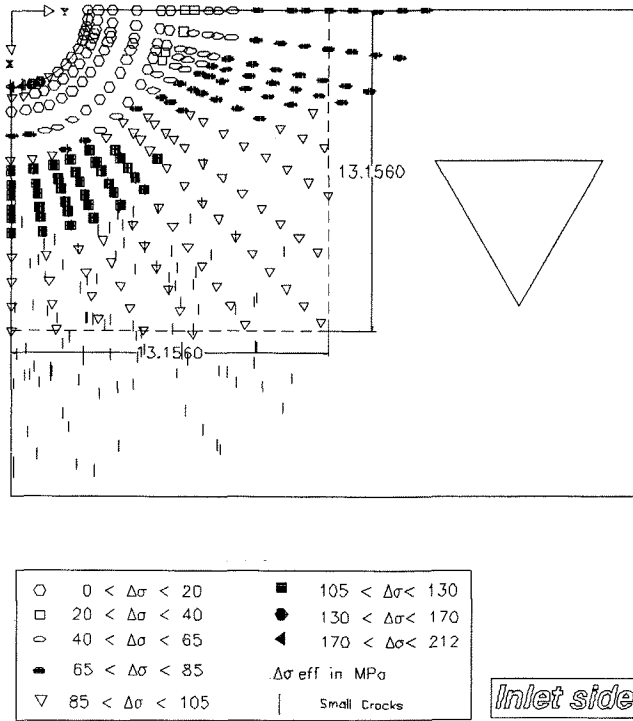 Y
X
13.1560
13.1560
0 < Δσ < 20
20 < Δσ < 40
40 < Δσ < 65
65 < Δσ < 85
85 < Δσ < 105
105 < Δσ < 130
130 < Δσ < 170
170 < Δσ < 212
Δσ eff in MPa
Small Cracks
Inlet side